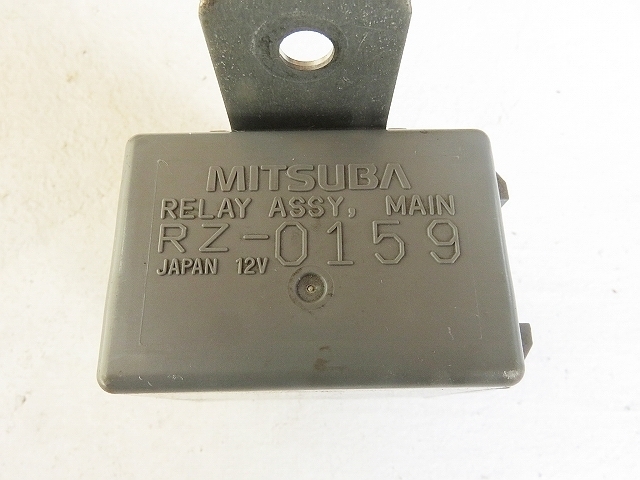 MITSUBA
RELAY ASSY, MAIN
RZ-0159
JAPAN 12V